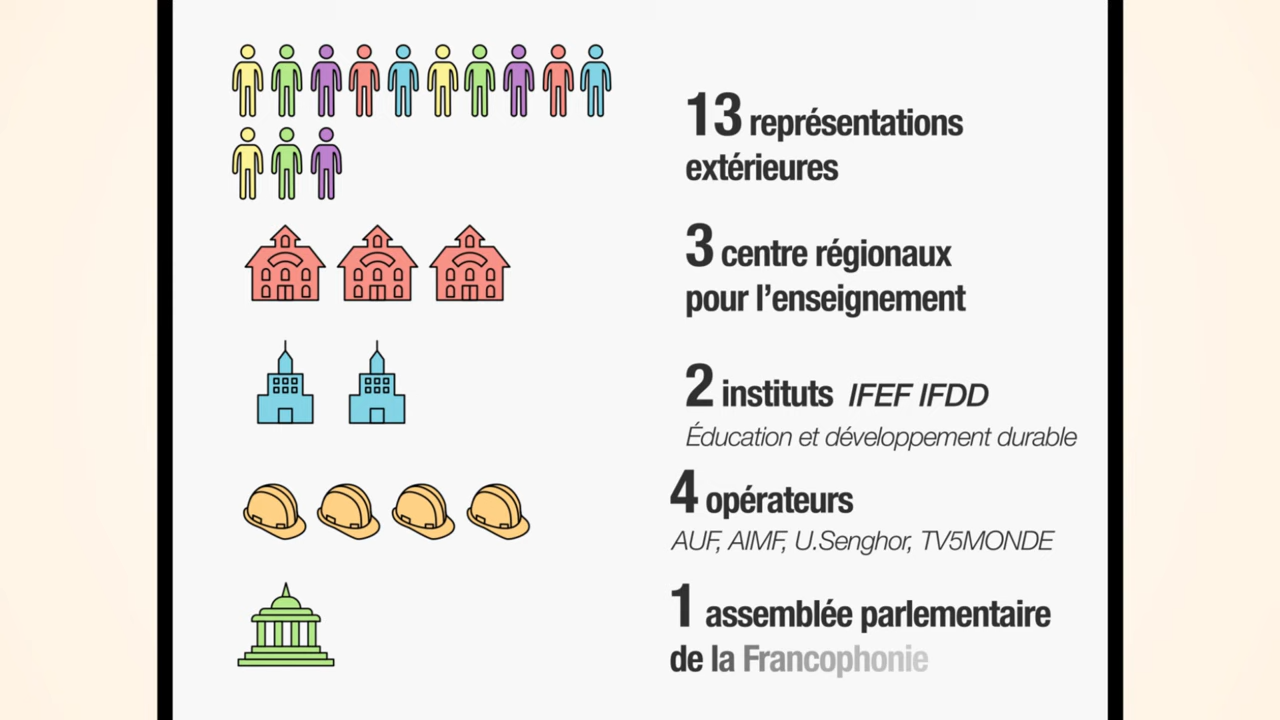 13 représentations
extérieures
3 centre régionaux
pour l’enseignement
2 instituts IFEF IFDD
Éducation et développement durable
4 opérateurs
AUF, AIMF, U.Senghor, TV5MONDE
1 assemblée parlementaire
de la Francophonie